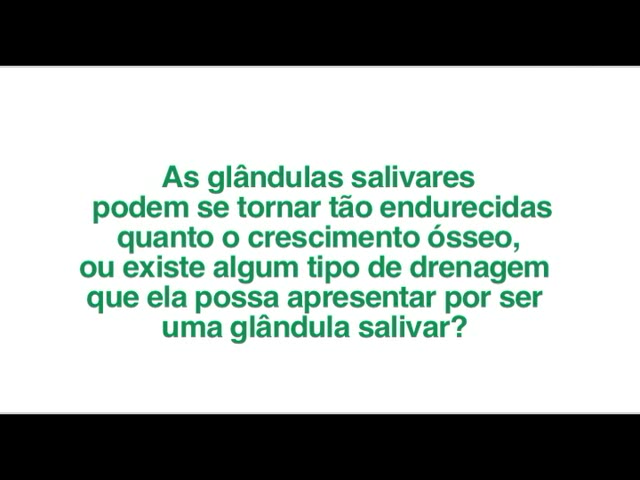 As glândulas salivares
podem se tornar tão endurecidas
quanto o crescimento ósseo,
ou existe algum tipo de drenagem
que ela possa apresentar por ser
uma glândula salivar?